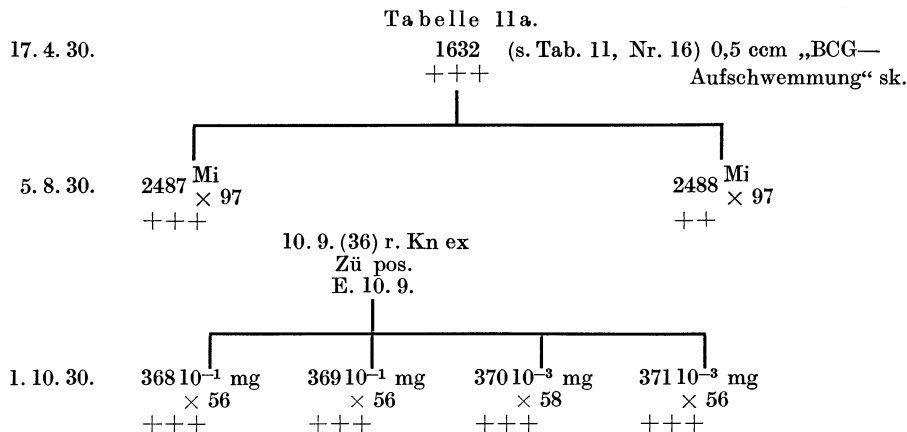 Tabelle 11a.
17. 4. 30. 1632 (s. Tab. 11, Nr. 16) 0,5 ccm „BCG—
+++ Aufschwemmung“ sk.
5. 8. 30. 2487 Mi × 97 2488 Mi × 97
+++ ++
10. 9. (36) r. Kn ex
Zü pos.
E. 10. 9.
1. 10. 30. 368 10⁻¹ mg 369 10⁻¹ mg 370 10⁻³ mg 371 10⁻³ mg
× 56 × 56 × 58 × 56
+++ +++ +++ +++